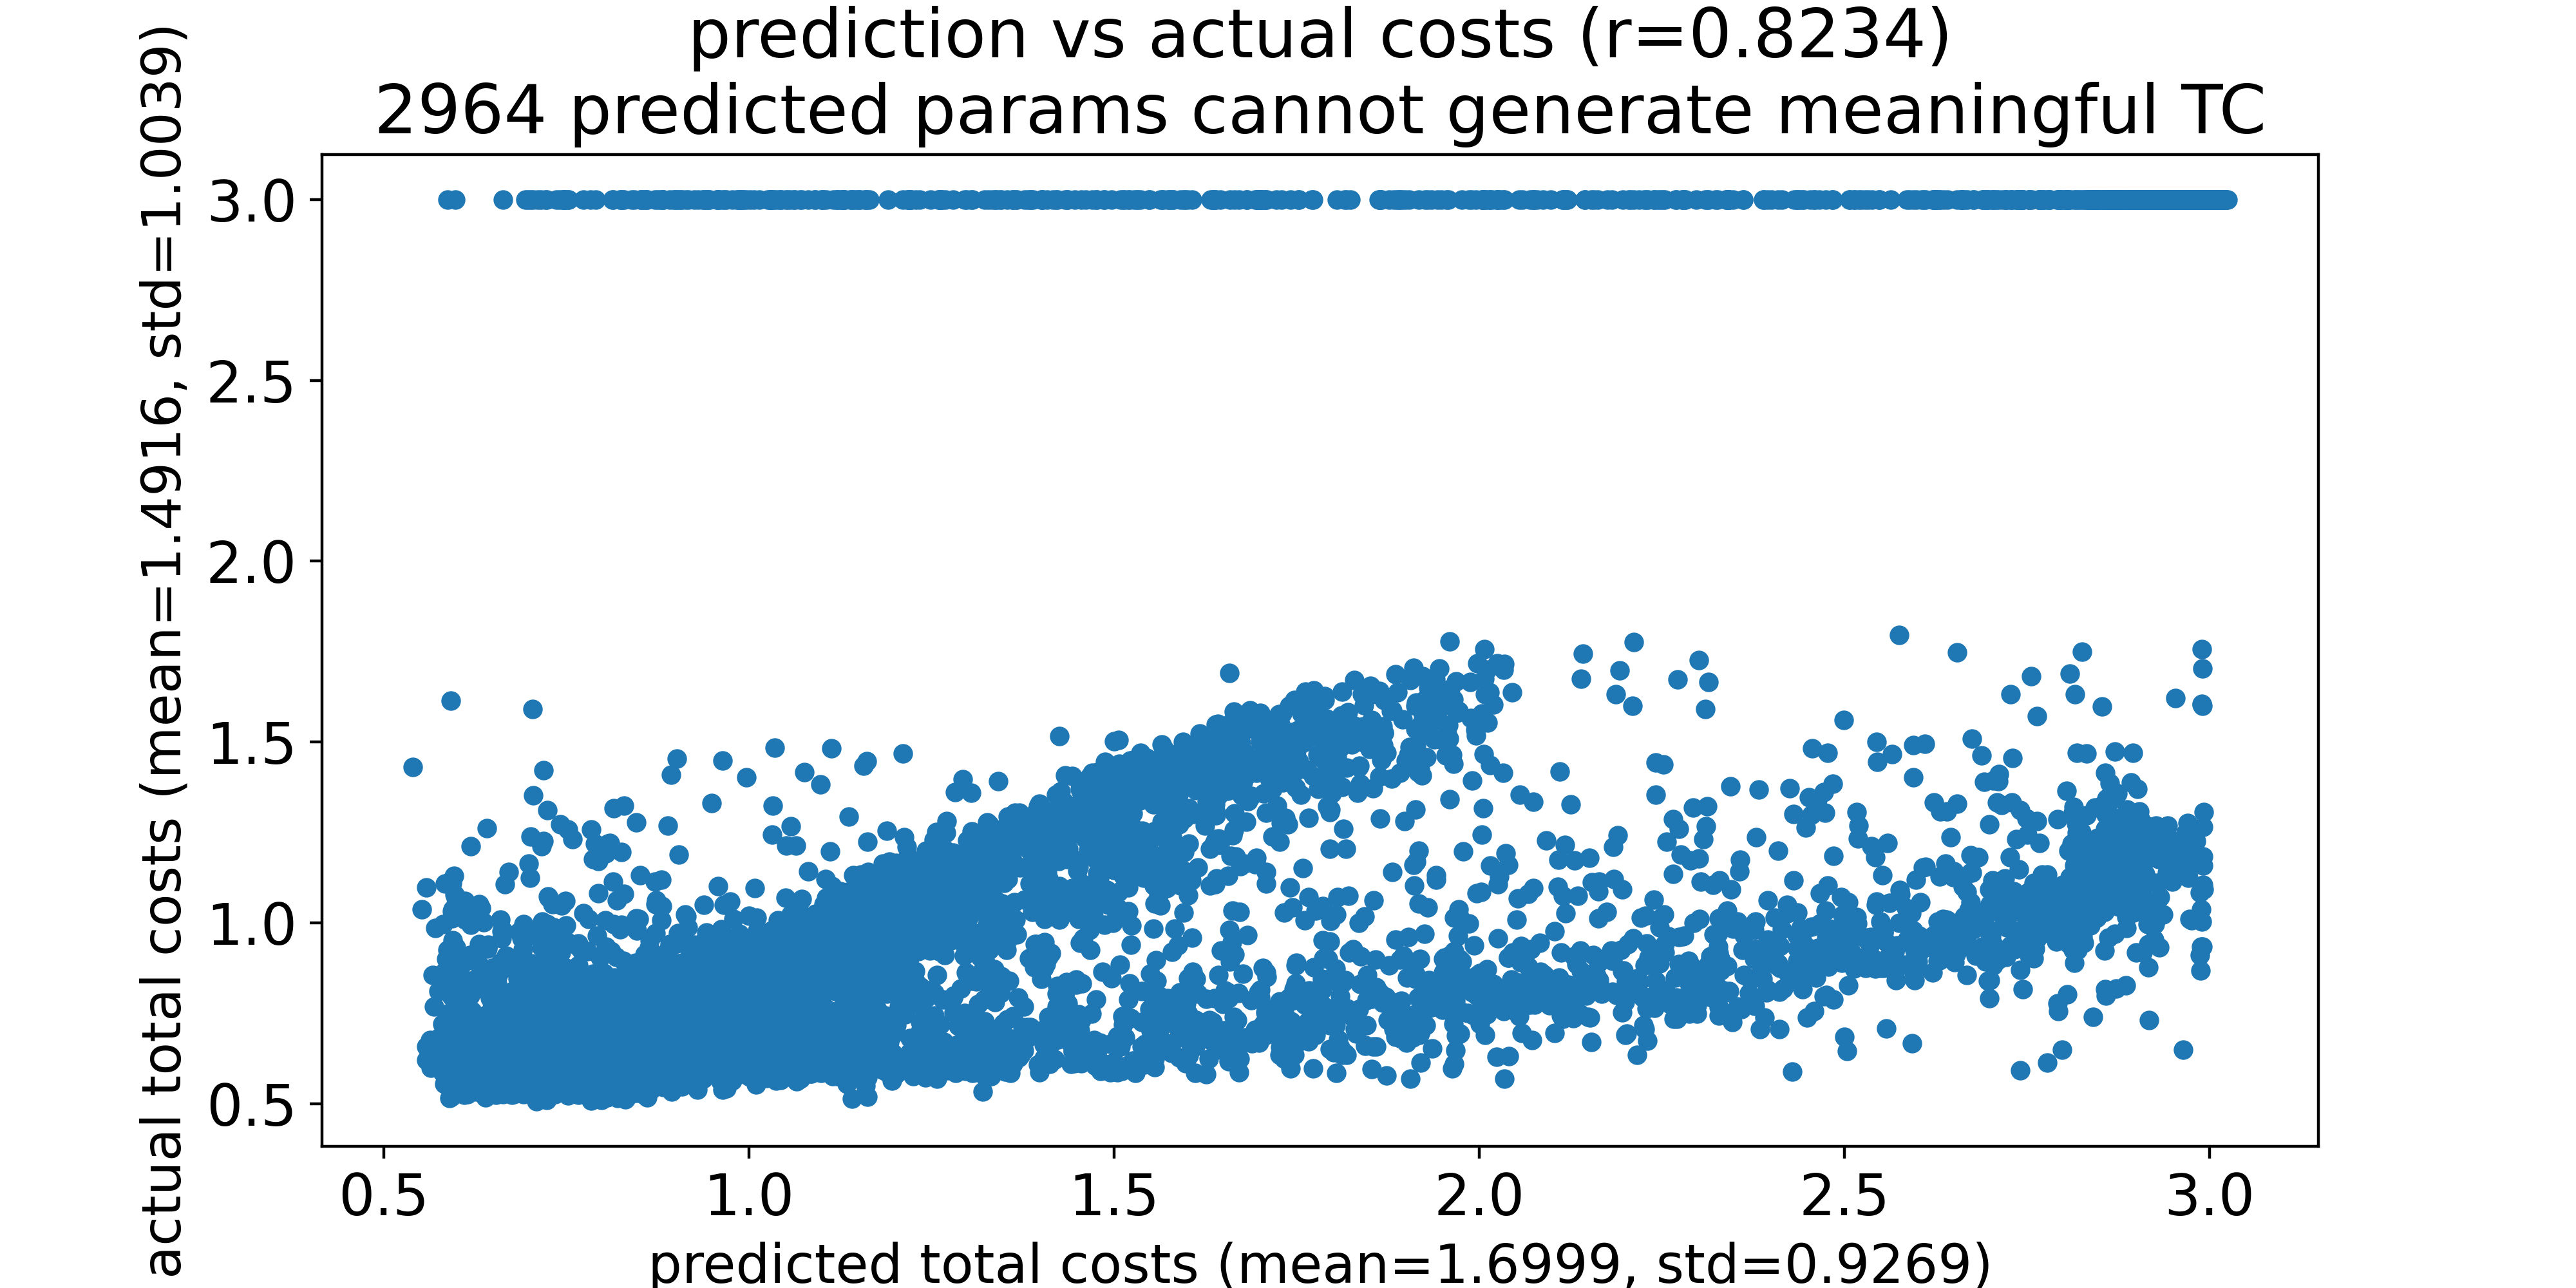 prediction vs actual costs (r=0.8234)
2964 predicted params cannot generate meaningful TC
actual total costs (mean=1.4916, std=1.0039)
3.0
2.5
2.0
1.5
1.0
0.5
0.5 1.0 1.5 2.0 2.5 3.0
predicted total costs (mean=1.6999, std=0.9269)